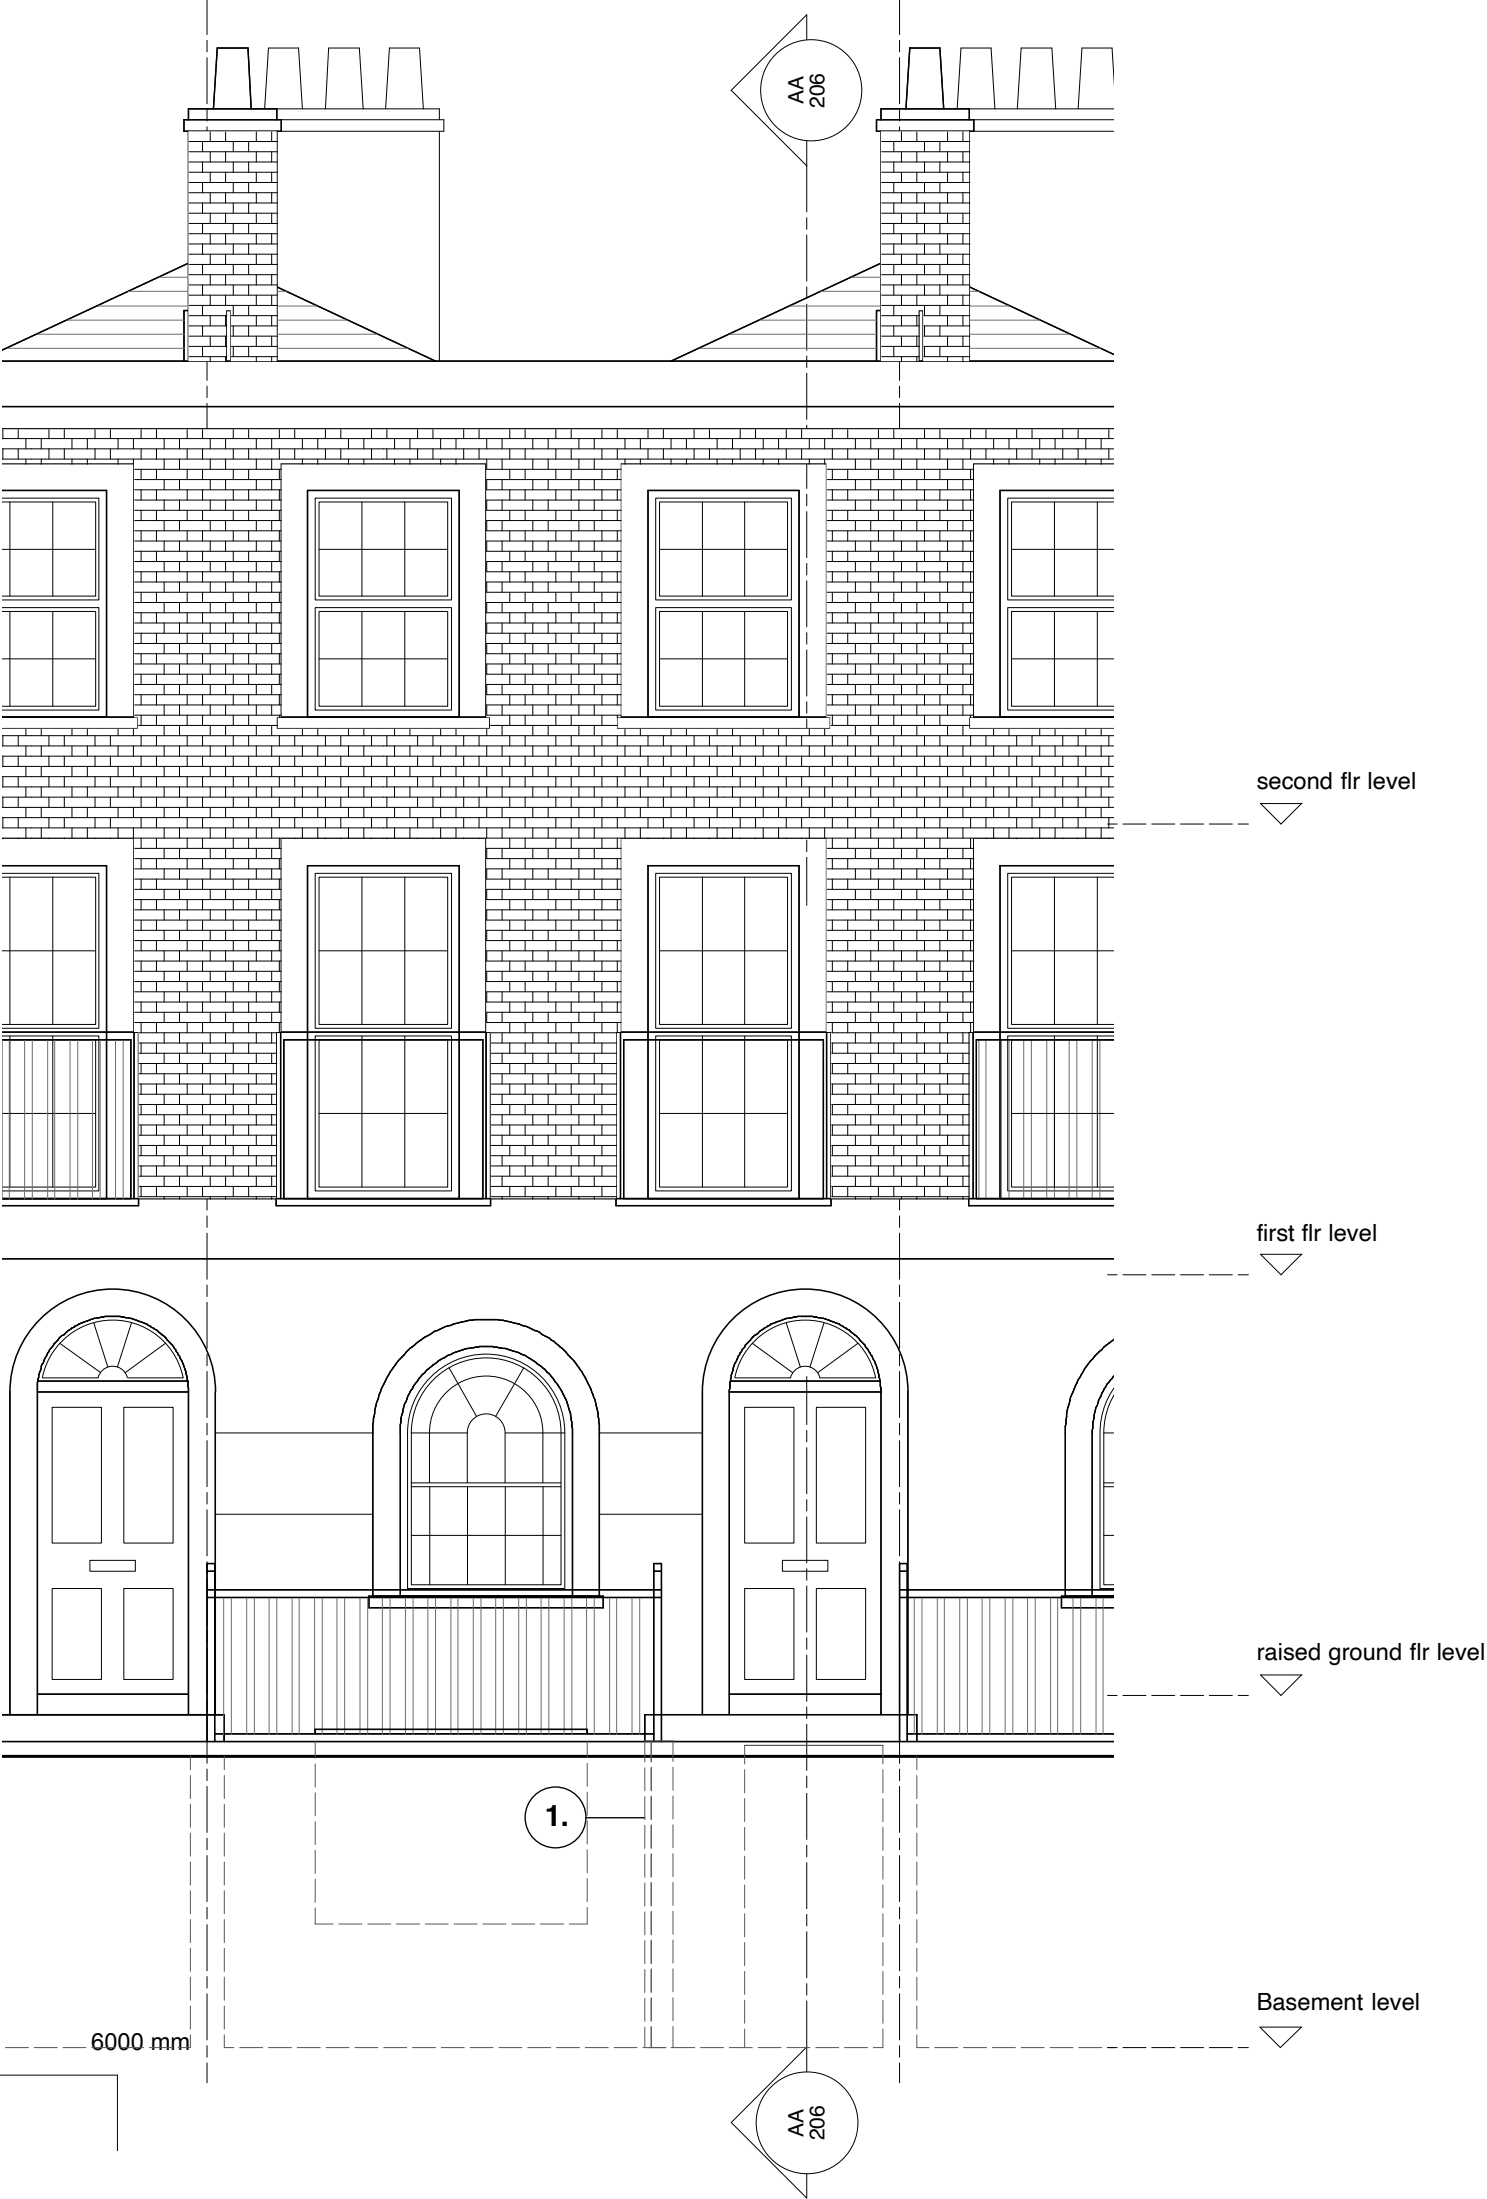 AA
206
second flr level
first flr level
raised ground flr level
1.
Basement level
6000 mm
AA
206